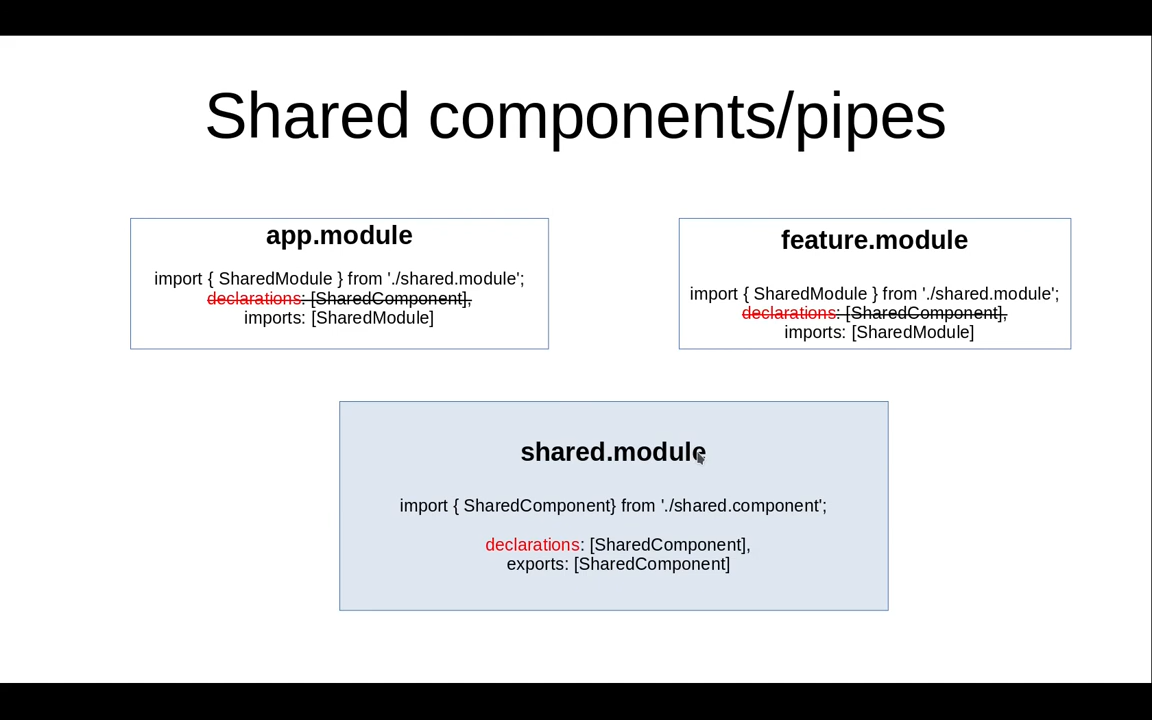 Shared components/pipes
app.module
import { SharedModule } from './shared.module';
declarations: [SharedComponent],
imports: [SharedModule]
feature.module
import { SharedModule } from './shared.module';
declarations: [SharedComponent],
imports: [SharedModule]
shared.module
import { SharedComponent} from './shared.component';
declarations: [SharedComponent],
exports: [SharedComponent]